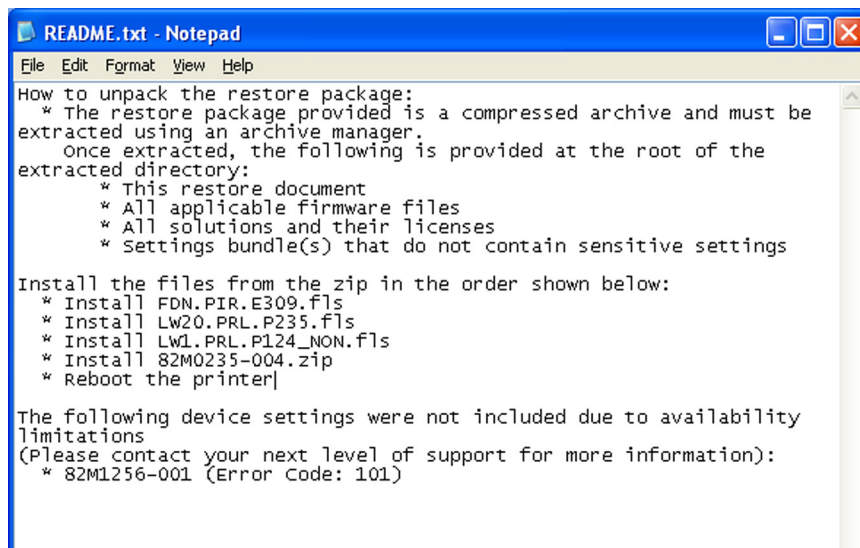 README.txt - Notepad
File Edit Format View Help
How to unpack the restore package:
* The restore package provided is a compressed archive and must be
extracted using an archive manager.
Once extracted, the following is provided at the root of the
extracted directory:
* This restore document
* All applicable firmware files
* All solutions and their licenses
* Settings bundle(s) that do not contain sensitive settings
Install the files from the zip in the order shown below:
* Install FDN.PIR.E309.fls
* Install LW20.PRL.P235.fls
* Install LW1.PRL.P124_NON.fls
* Install 82M0235-004.zip
* Reboot the printer
The following device settings were not included due to availability
limitations
(Please contact your next level of support for more information):
* 82M1256-001 (Error Code: 101)